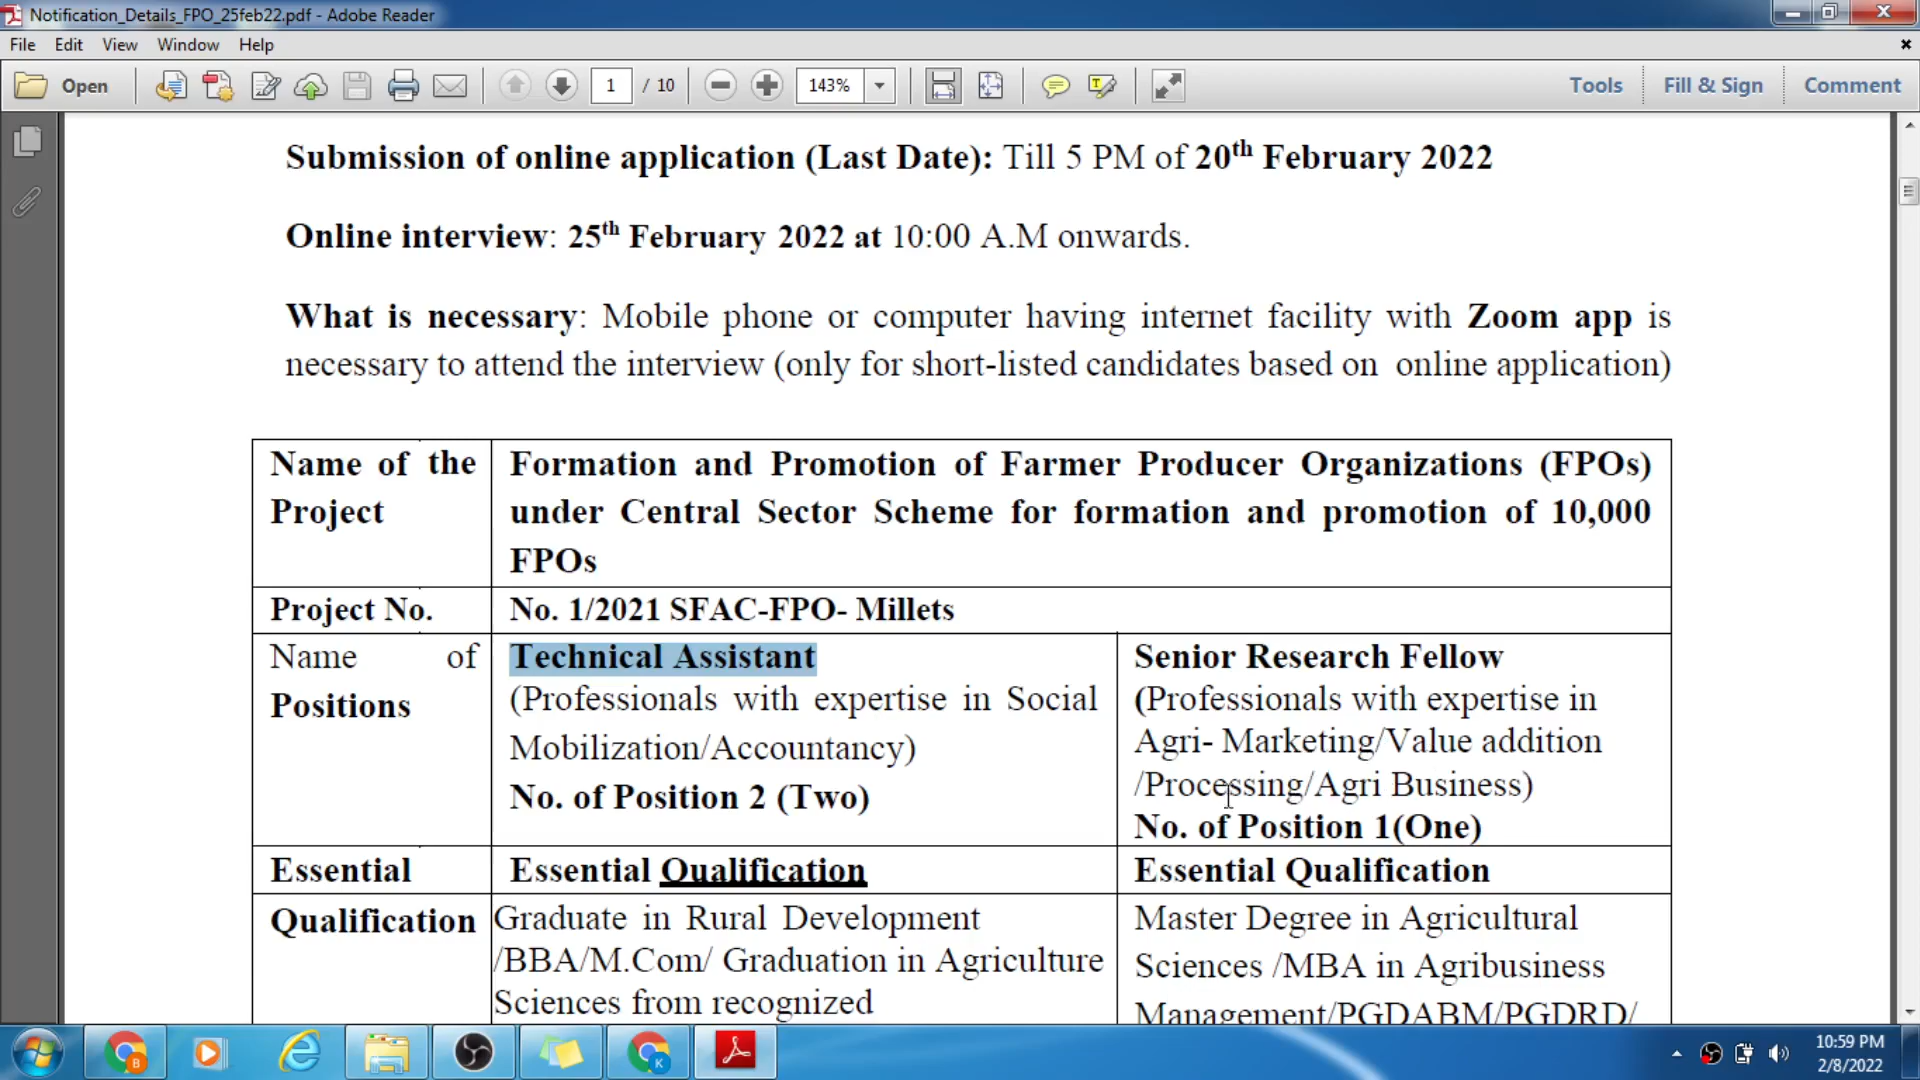 Notification_Details_FPO_25feb22.pdf - Adobe Reader
File Edit View Window Help
Open 1 / 10 143% Tools Fill & Sign Comment
Submission of online application (Last Date): Till 5 PM of 20th February 2022
Online interview: 25th February 2022 at 10:00 A.M onwards.
What is necessary: Mobile phone or computer having internet facility with Zoom app is
necessary to attend the interview (only for short-listed candidates based on online application)
Name of the
Project
Formation and Promotion of Farmer Producer Organizations (FPOs)
under Central Sector Scheme for formation and promotion of 10,000
FPOs
Project No.
No. 1/2021 SFAC-FPO- Millets
Name of
Positions
Technical Assistant
(Professionals with expertise in Social
Mobilization/Accountancy)
No. of Position 2 (Two)
Senior Research Fellow
(Professionals with expertise in
Agri- Marketing/Value addition
/Processing/Agri Business)
No. of Position 1(One)
Essential
Qualification
Essential Qualification
Graduate in Rural Development
/BBA/M.Com/ Graduation in Agriculture
Sciences from recognized
Essential Qualification
Master Degree in Agricultural
Sciences /MBA in Agribusiness
Management/PGDABM/PGDRD/
B
K
10:59 PM
2/8/2022